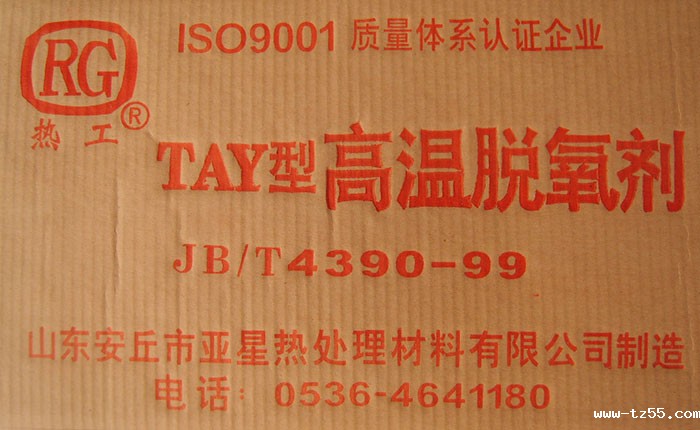 RG
热工®
ISO9001 质量体系认证企业
TAY型高温脱氧剂
JB/T4390-99
山东安丘市亚星热处理材料有限公司制造
电话：0536-4641180
www-tz55.com